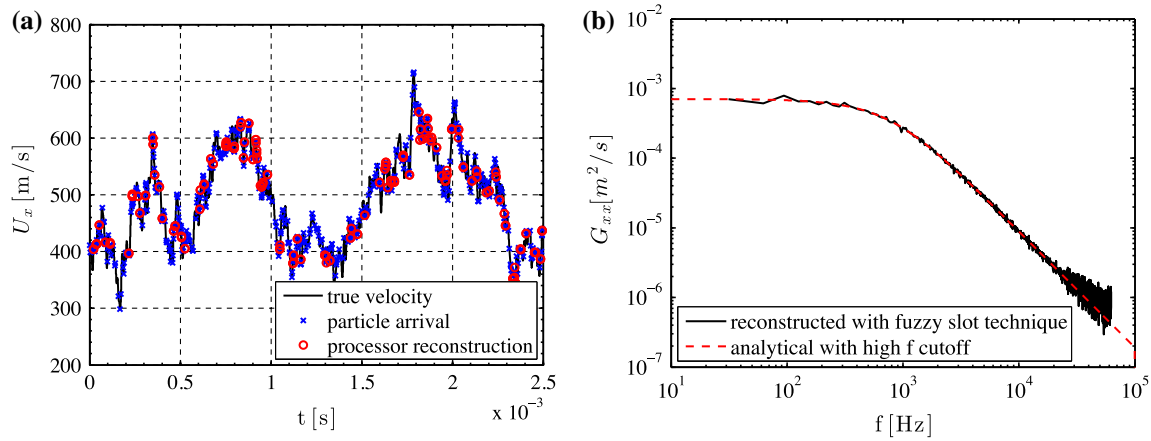 (a)
800
700
600
500
400
300
200
U_x [m/s]
true velocity
particle arrival
processor reconstruction
0 0.5 1 1.5 2 2.5
x 10^-3
t [s]
(b)
10^-2
10^-3
10^-4
10^-5
10^-6
10^-7
G_xx[m^2/s]
reconstructed with fuzzy slot technique
analytical with high f cutoff
10^1 10^2 10^3 10^4 10^5
f [Hz]